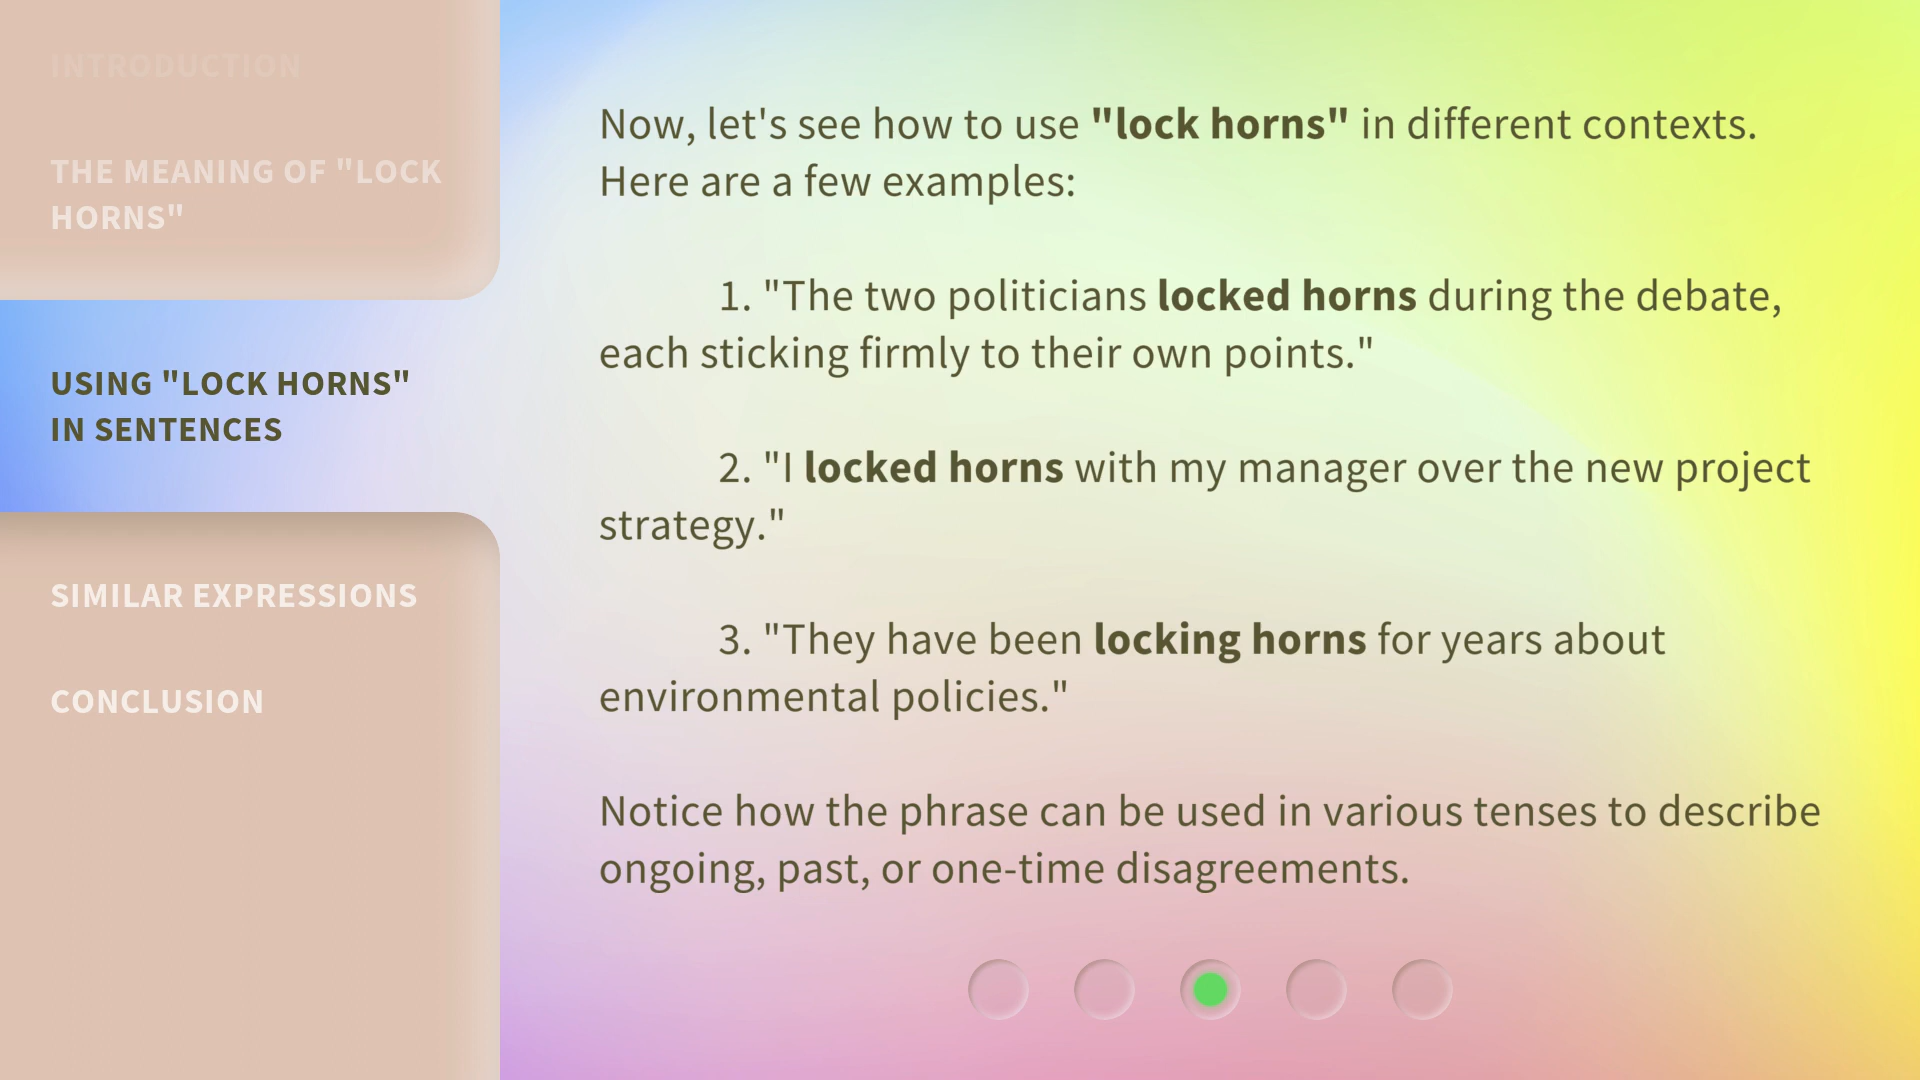 INTRODUCTION
THE MEANING OF "LOCK
HORNS"
USING "LOCK HORNS"
IN SENTENCES
SIMILAR EXPRESSIONS
CONCLUSION
Now, let's see how to use "lock horns" in different contexts.
Here are a few examples:
1. "The two politicians locked horns during the debate,
each sticking firmly to their own points."
2. "I locked horns with my manager over the new project
strategy."
3. "They have been locking horns for years about
environmental policies."
Notice how the phrase can be used in various tenses to describe
ongoing, past, or one-time disagreements.